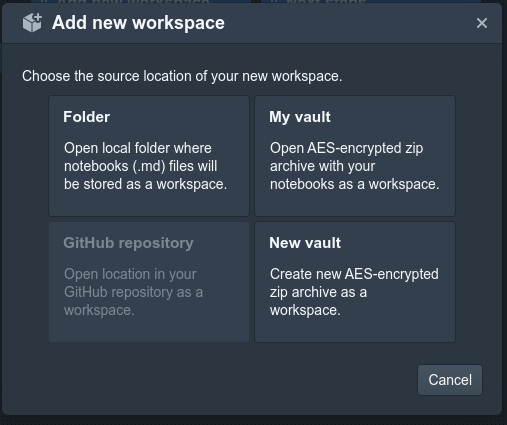 Add new workspace
Choose the source location of your new workspace.
Folder
Open local folder where
notebooks (.md) files will
be stored as a workspace.
My vault
Open AES-encrypted zip
archive with your
notebooks as a workspace.
GitHub repository
Open location in your
GitHub repository as a
workspace.
New vault
Create new AES-encrypted
zip archive as a
workspace.
Cancel